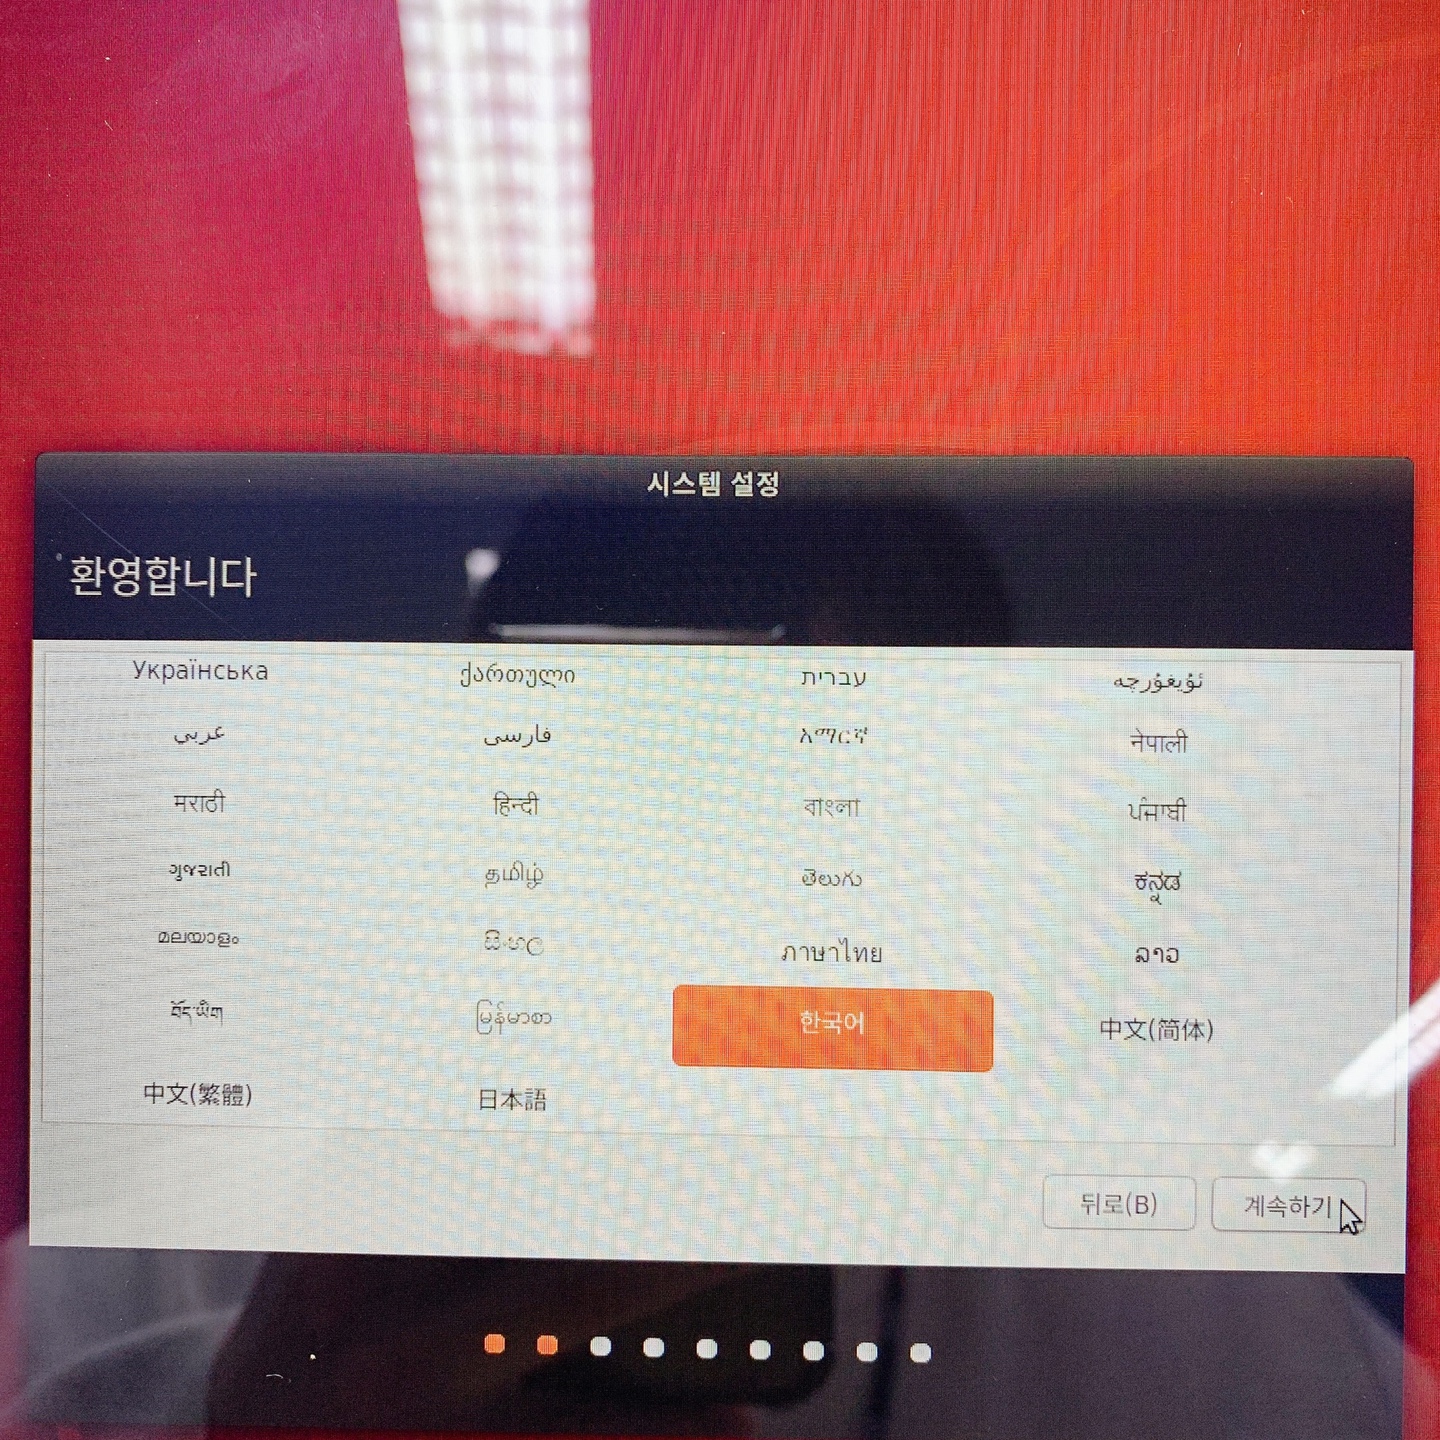 시스템 설정
환영합니다
Українська ქართული עברית ئۇيغۇرچە
عربي فارسی አማርኛ नेपाली
मराठी हिन्दी বাংলা ਪੰਜਾਬੀ
ગુજરાતી தமிழ் తెలుగు ಕನ್ನಡ
മലയാളം සිංහල ภาษาไทย ລາວ
བོད་ཡིག မြန်မာစာ 한국어 中文(简体)
中文(繁體) 日本語
뒤로(B) 계속하기